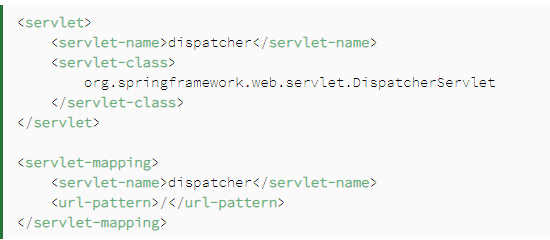 <servlet>
    <servlet-name>dispatcher</servlet-name>
    <servlet-class>
        org.springframework.web.servlet.DispatcherServlet
    </servlet-class>
</servlet>

<servlet-mapping>
    <servlet-name>dispatcher</servlet-name>
    <url-pattern>/</url-pattern>
</servlet-mapping>